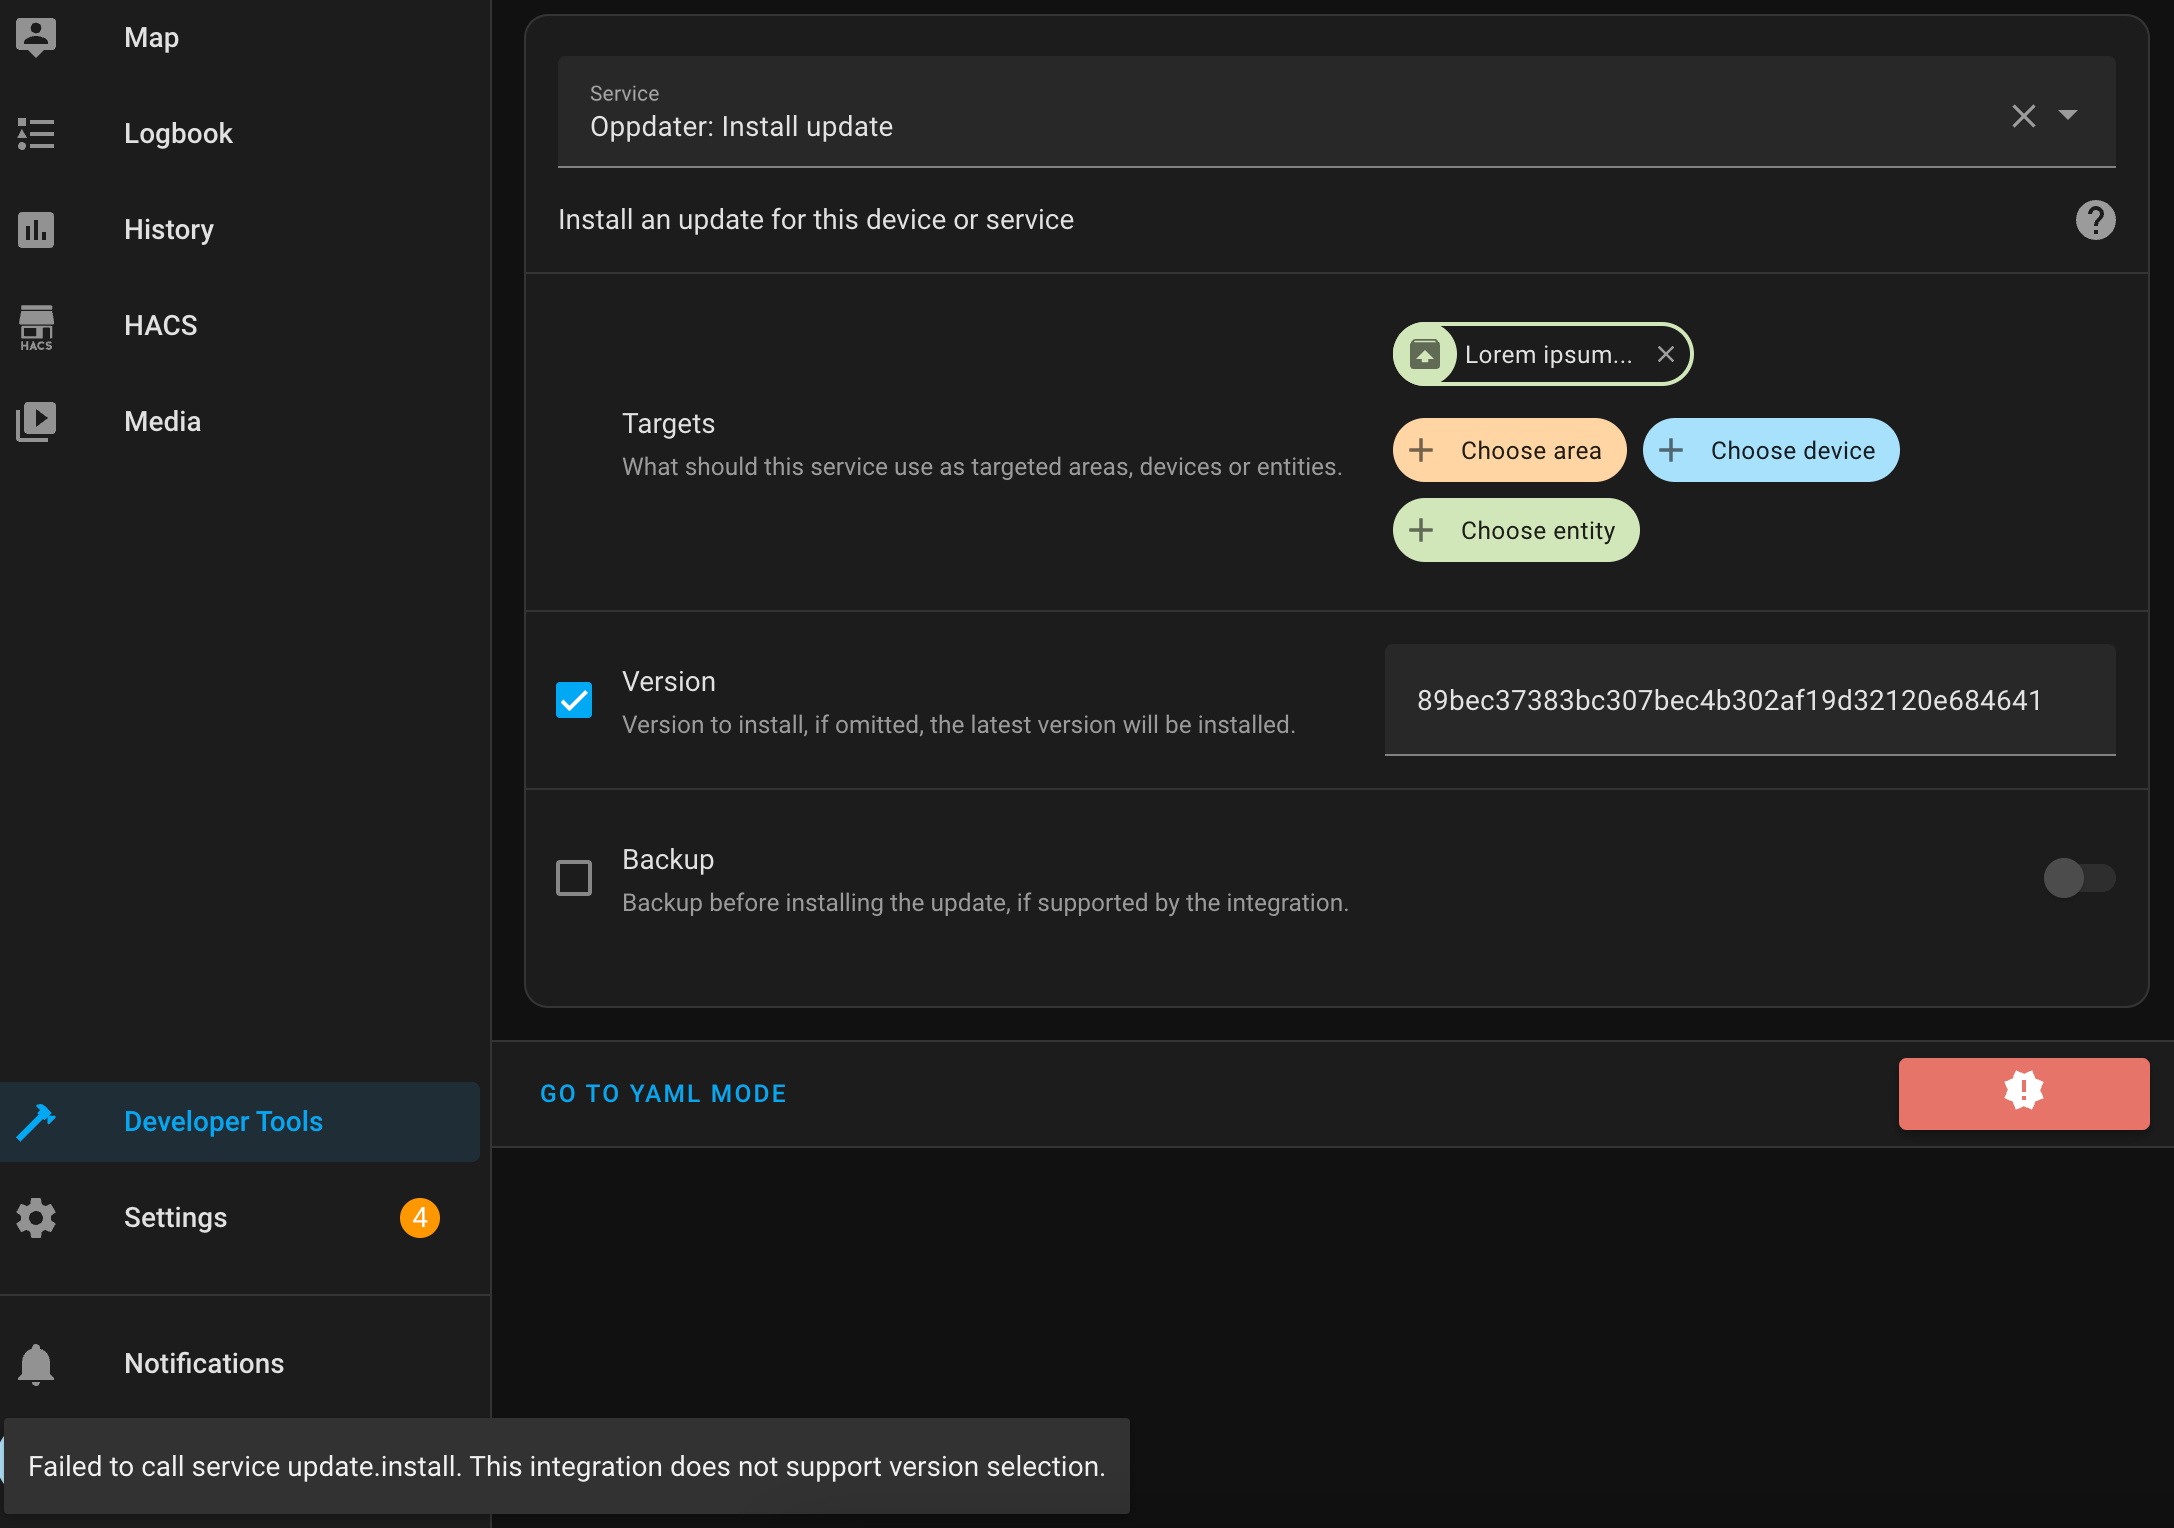 Map
Logbook
History
HACS
HACS
Media
Developer Tools
Settings
4
Notifications
Service
Oppdater: Install update
Install an update for this device or service
Targets
What should this service use as targeted areas, devices or entities.
Lorem ipsum...
Choose area
Choose device
Choose entity
Version
Version to install, if omitted, the latest version will be installed.
89bec37383bc307bec4b302af19d32120e684641
Backup
Backup before installing the update, if supported by the integration.
GO TO YAML MODE
Failed to call service update.install. This integration does not support version selection.